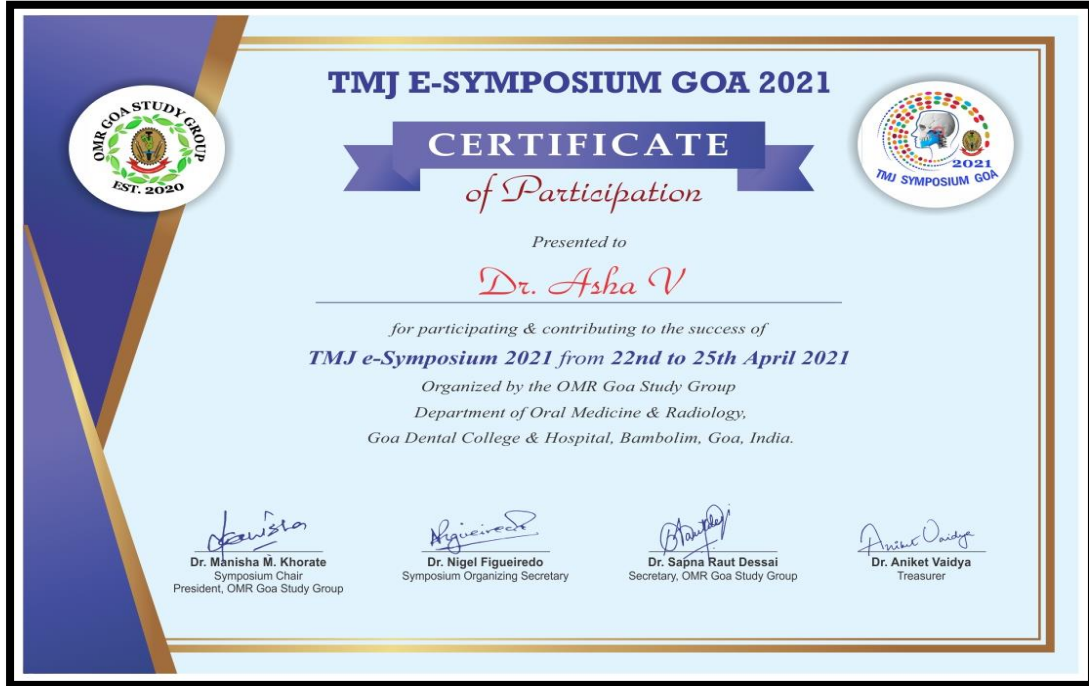 TMJ E-SYMPOSIUM GOA 2021
OMR GOA STUDY GROUP
EST. 2020
2021
TMJ SYMPOSIUM GOA
CERTIFICATE
of Participation
Presented to
Dr. Asha V
for participating & contributing to the success of
TMJ e-Symposium 2021 from 22nd to 25th April 2021
Organized by the OMR Goa Study Group
Department of Oral Medicine & Radiology,
Goa Dental College & Hospital, Bambolim, Goa, India.
Manisha
NFigueiredo
Aniket Vaidya
Dr. Manisha M. Khorate
Symposium Chair
President, OMR Goa Study Group
Dr. Nigel Figueiredo
Symposium Organizing Secretary
Dr. Sapna Raut Dessai
Secretary, OMR Goa Study Group
Dr. Aniket Vaidya
Treasurer